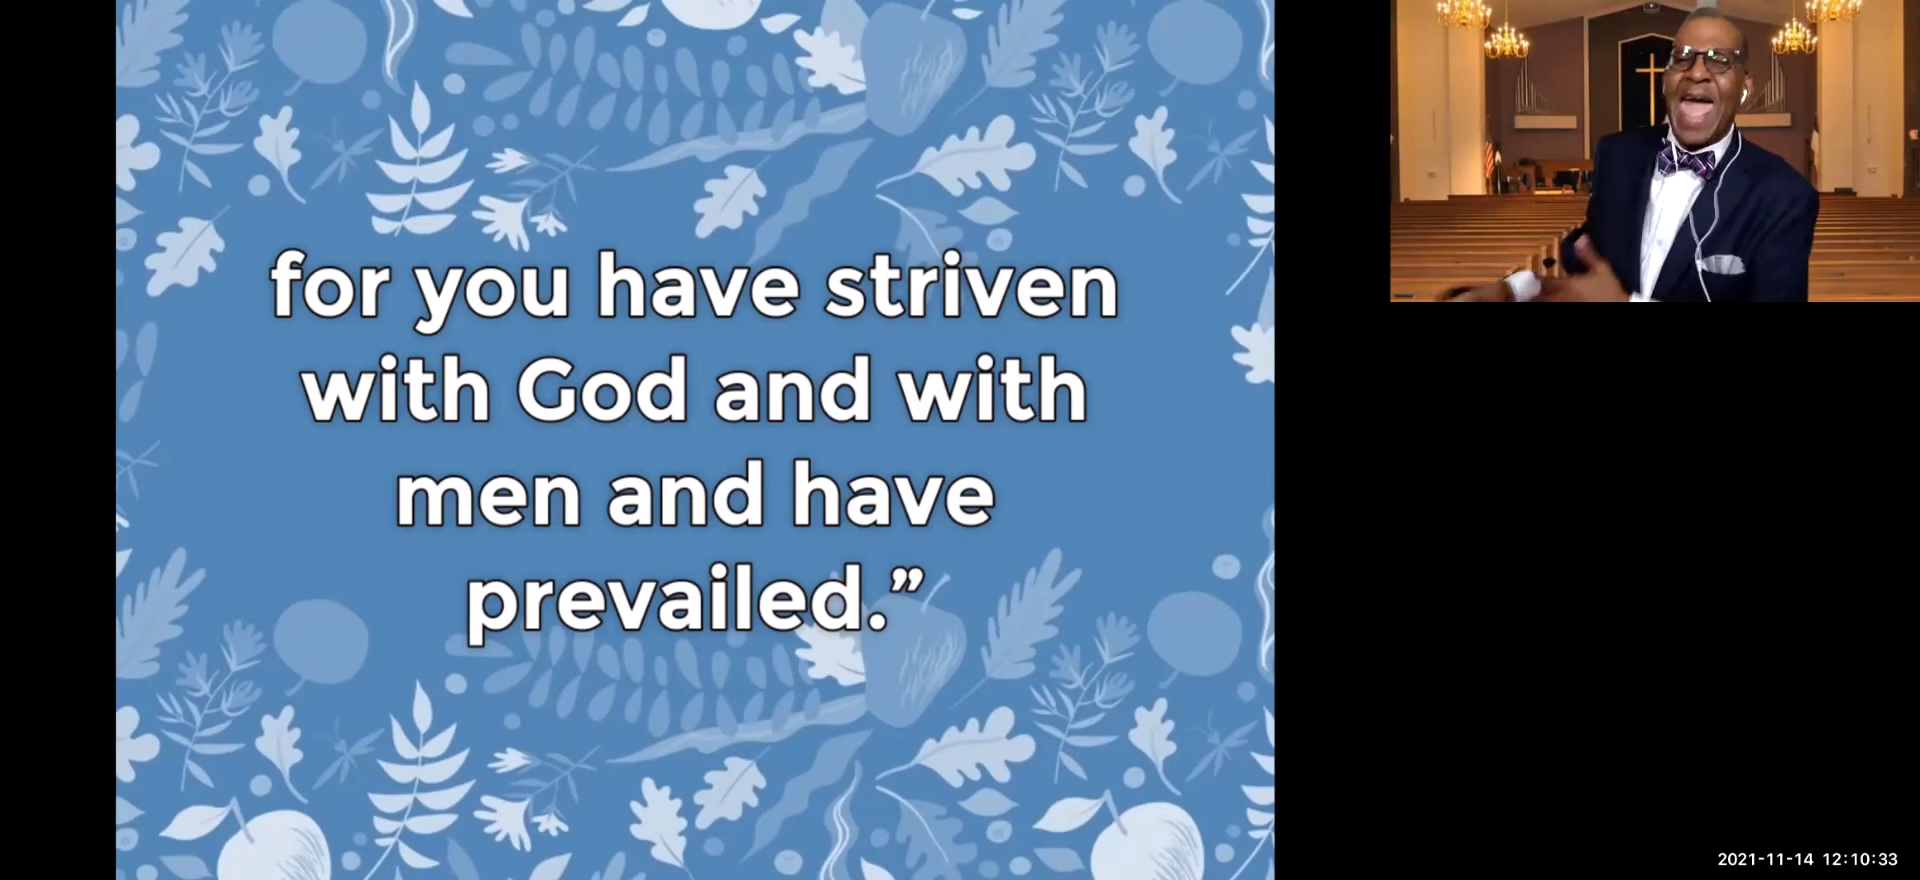 for you have striven
with God and with
men and have
prevailed.”
2021-11-14 12:10:33